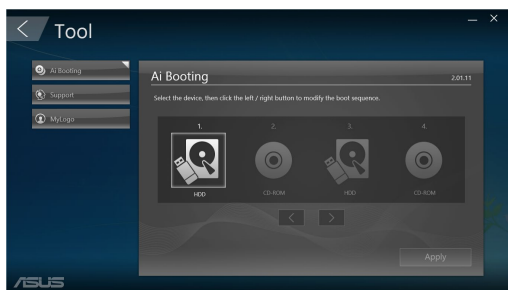 Tool
Ai Booting
Support
MyLogo
Ai Booting
2.01.11
Select the device, then click the left / right button to modify the boot sequence.
1.
2.
3.
4.
HDD
CD-ROM
HDD
CD-ROM
Apply
ASUS